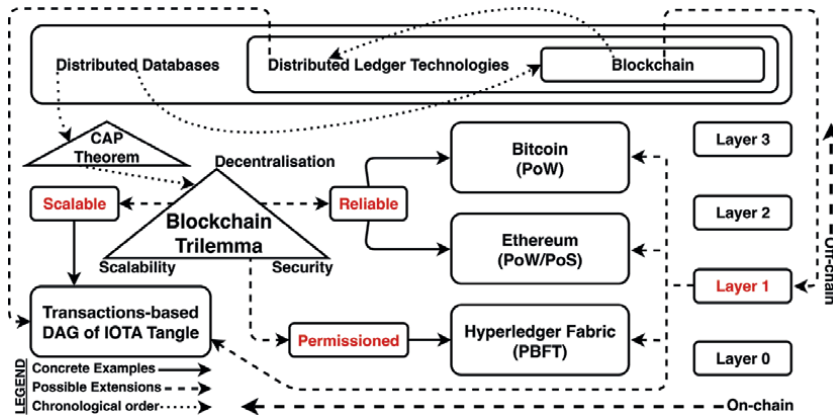 Distributed Databases
Distributed Ledger Technologies
Blockchain
CAP
Theorem
Decentralisation
Bitcoin
(PoW)
Layer 3
Scalable
Blockchain
Trilemma
Reliable
Layer 2
Ethereum
(PoW/PoS)
Scalability
Security
Layer 1
Off-chain
Transactions-based
DAG of IOTA Tangle
Permissioned
Hyperledger Fabric
(PBFT)
Layer 0
LEGEND
Concrete Examples
Possible Extensions
Chronological order
On-chain